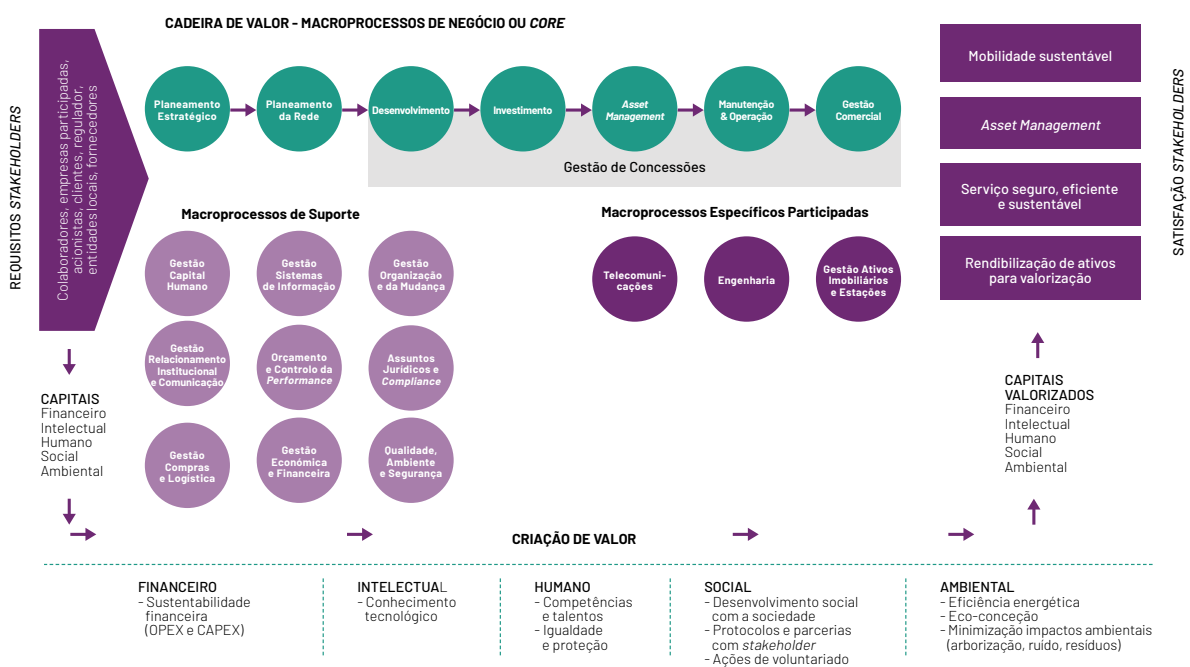 CADEIRA DE VALOR - MACROPROCESSOS DE NEGÓCIO OU CORE
REQUISITOS STAKEHOLDERS
Colaboradores, empresas participadas,
acionistas, clientes, regulador,
entidades locais, fornecedores
Planeamento
Estratégico
Planeamento
da Rede
Desenvolvimento
Investimento
Asset
Management
Manutenção
& Operação
Gestão
Comercial
Gestão de Concessões
Macroprocessos de Suporte
Gestão
Capital
Humano
Gestão
Sistemas
de Informação
Gestão
Organização
e da Mudança
Gestão
Relacionamento
Institucional
e Comunicação
Orçamento
e Controlo da
Performance
Assuntos
Jurídicos e
Compliance
Gestão
Compras
e Logística
Gestão
Económica
e Financeira
Qualidade,
Ambiente
e Segurança
Macroprocessos Específicos Participadas
Telecomuni-
cações
Engenharia
Gestão Ativos
Imobiliários
e Estações
Mobilidade sustentável
Asset Management
Serviço seguro, eficiente
e sustentável
Rendibilização de ativos
para valorização
SATISFAÇÃO STAKEHOLDERS
CAPITAIS
Financeiro
Intelectual
Humano
Social
Ambiental
CAPITAIS
VALORIZADOS
Financeiro
Intelectual
Humano
Social
Ambiental
CRIAÇÃO DE VALOR
FINANCEIRO
- Sustentabilidade
financeira
(OPEX e CAPEX)
INTELECTUAL
- Conhecimento
tecnológico
HUMANO
- Competências
e talentos
- Igualdade
e proteção
SOCIAL
- Desenvolvimento social
com a sociedade
- Protocolos e parcerias
com stakeholder
- Ações de voluntariado
AMBIENTAL
- Eficiência energética
- Eco-conceção
- Minimização impactos ambientais
(arborização, ruído, resíduos)